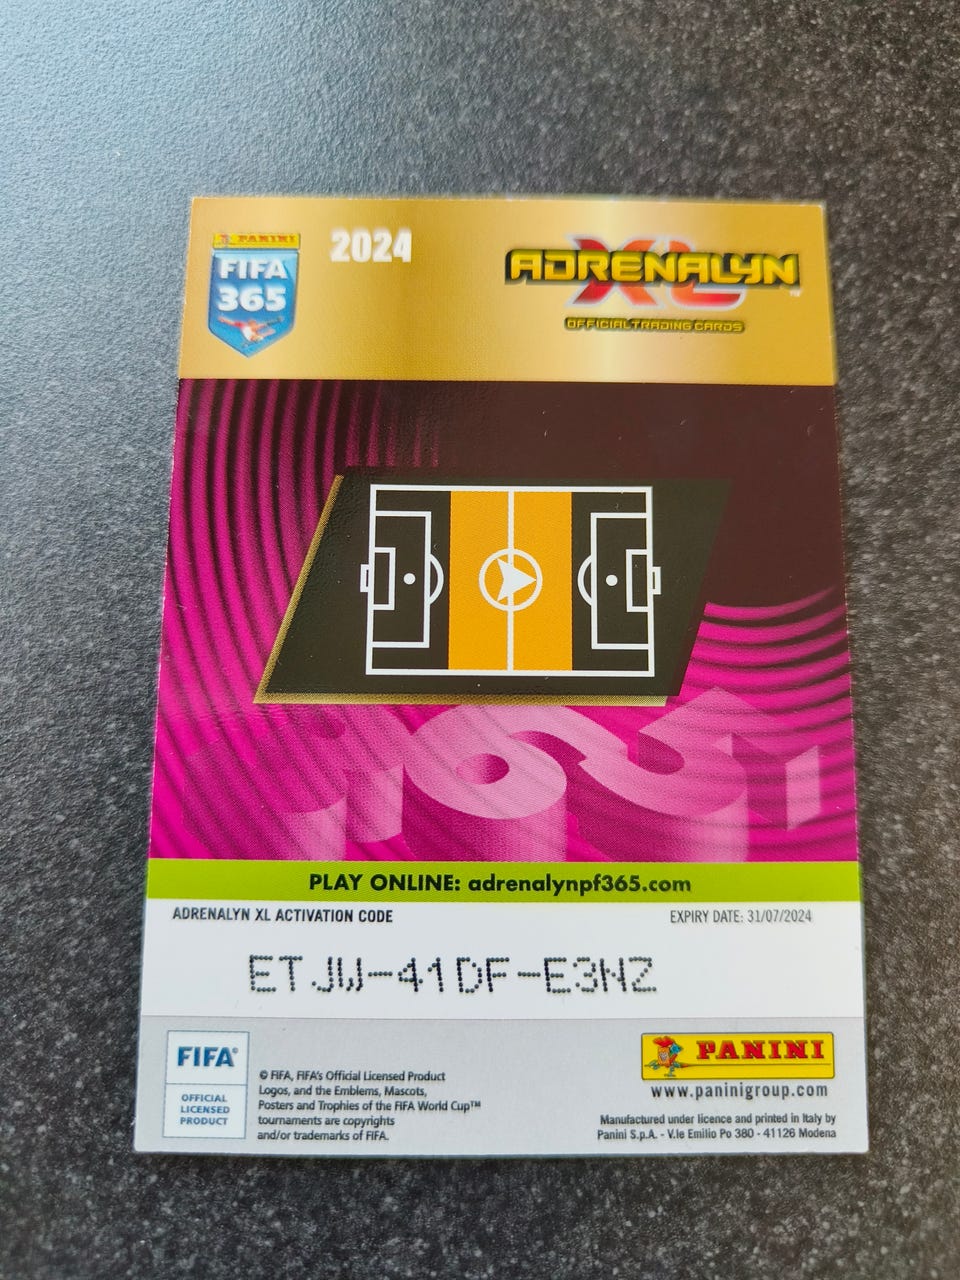 PANINI
FIFA
365
2024
ADRENALYN
XL™
OFFICIAL TRADING CARDS
365!
PLAY ONLINE: adrenalynpf365.com
ADRENALYN XL ACTIVATION CODE
EXPIRY DATE: 31/07/2024
ETJW-41DF-E3NZ
FIFA®
OFFICIAL
LICENSED
PRODUCT
© FIFA, FIFA's Official Licensed Product
Logos, and the Emblems, Mascots,
Posters and Trophies of the FIFA World Cup™
tournaments are copyrights
and/or trademarks of FIFA.
PANINI
www.paninigroup.com
Manufactured under licence and printed in Italy by
Panini S.p.A. - V.le Emilio Po 380 - 41126 Modena